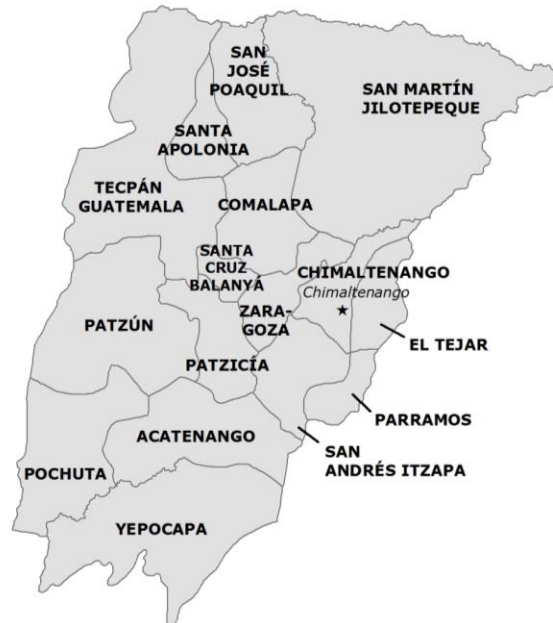 SAN
JOSÉ
POAQUIL
SAN MARTÍN
JILOTEPEQUE
SANTA
APOLONIA
TECPÁN
GUATEMALA
COMALAPA
SANTA
CRUZ
BALANYÁ
CHIMALTENANGO
Chimaltenango
ZARA-
GOZA
PATZÚN
EL TEJAR
PATZICÍA
PARRAMOS
ACATENANGO
SAN
ANDRÉS ITZAPA
POCHUTA
YEPOCAPA